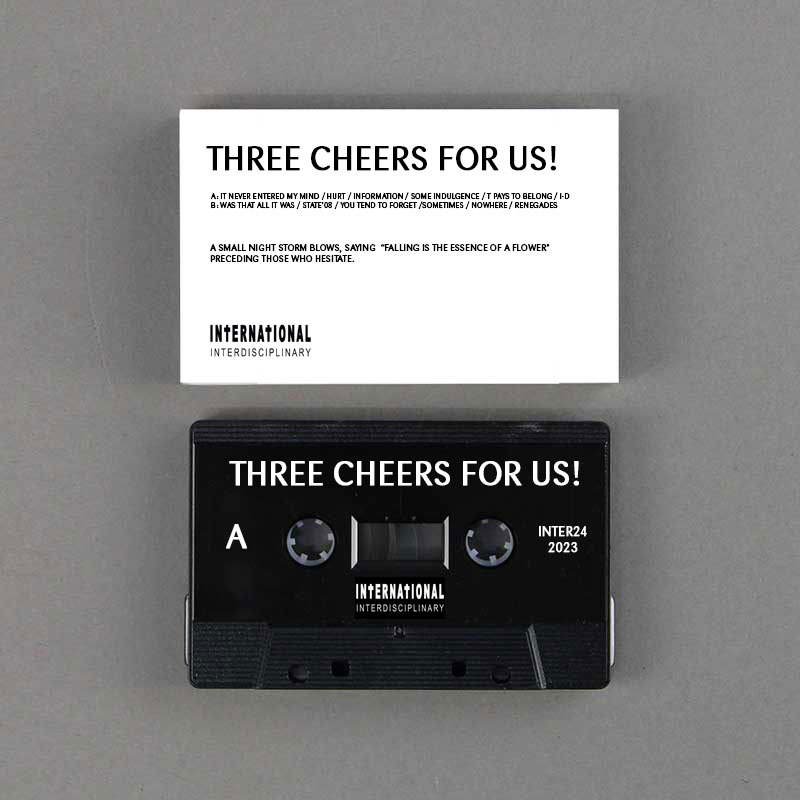 THREE CHEERS FOR US!
A: IT NEVER ENTERED MY MIND / HURT / INFORMATION / SOME INDULGENCE / T PAYS TO BELONG / I-D
B: WAS THAT ALL IT WAS / STATE'08 / YOU TEND TO FORGET /SOMETIMES / NOWHERE / RENEGADES
A SMALL NIGHT STORM BLOWS, SAYING "FALLING IS THE ESSENCE OF A FLOWER"
PRECEDING THOSE WHO HESITATE.
INTERNATIONAL
INTERDISCIPLINARY
THREE CHEERS FOR US!
A
INTER24
2023
INTERNATIONAL
INTERDISCIPLINARY